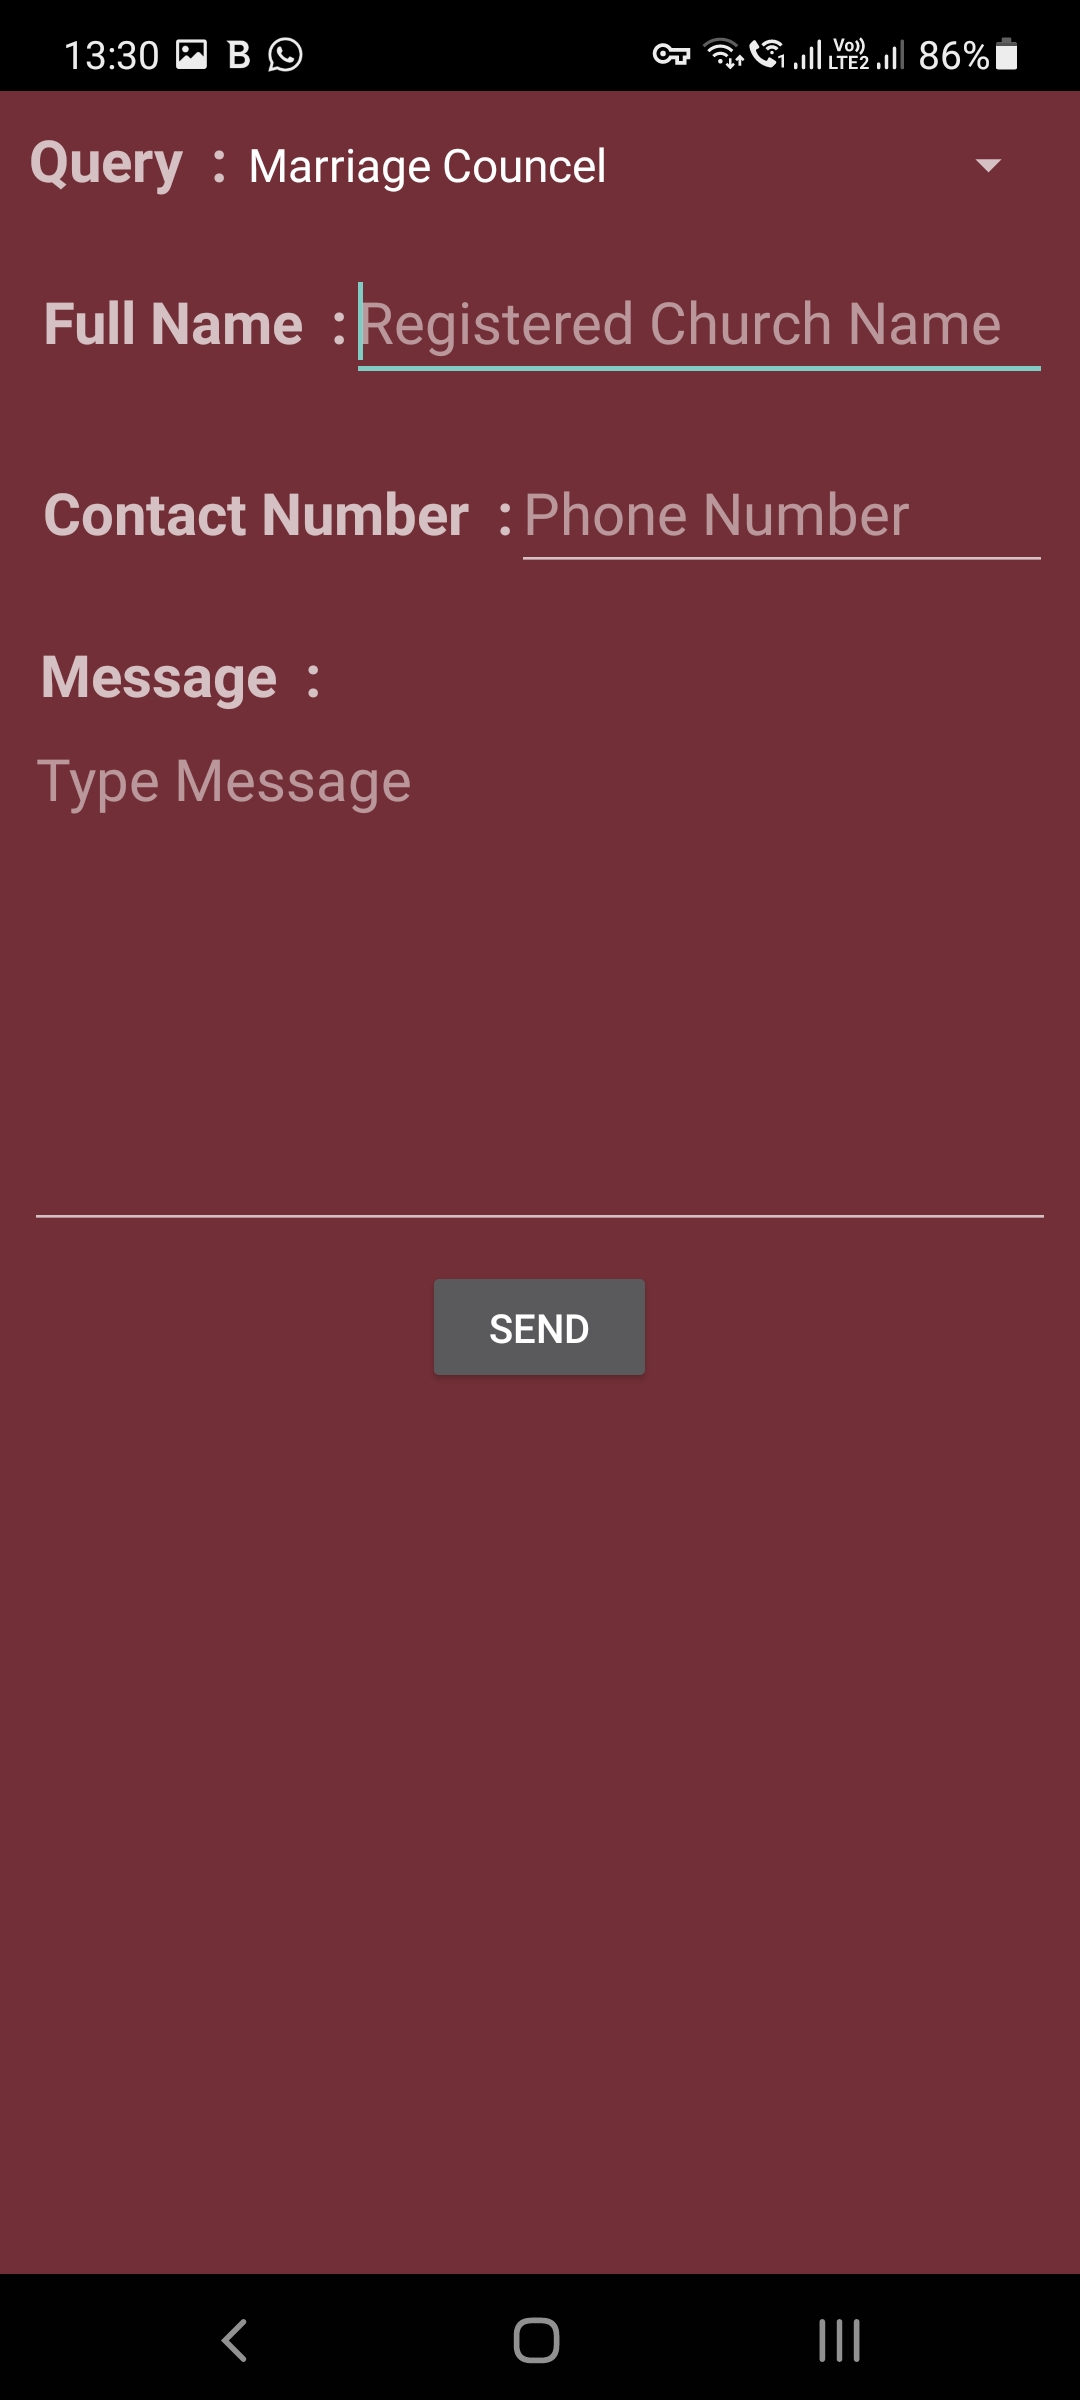 13:30 B 1 Vo)) LTE2 86%
Query : Marriage Councel
Full Name : Registered Church Name
Contact Number : Phone Number
Message :
Type Message
SEND